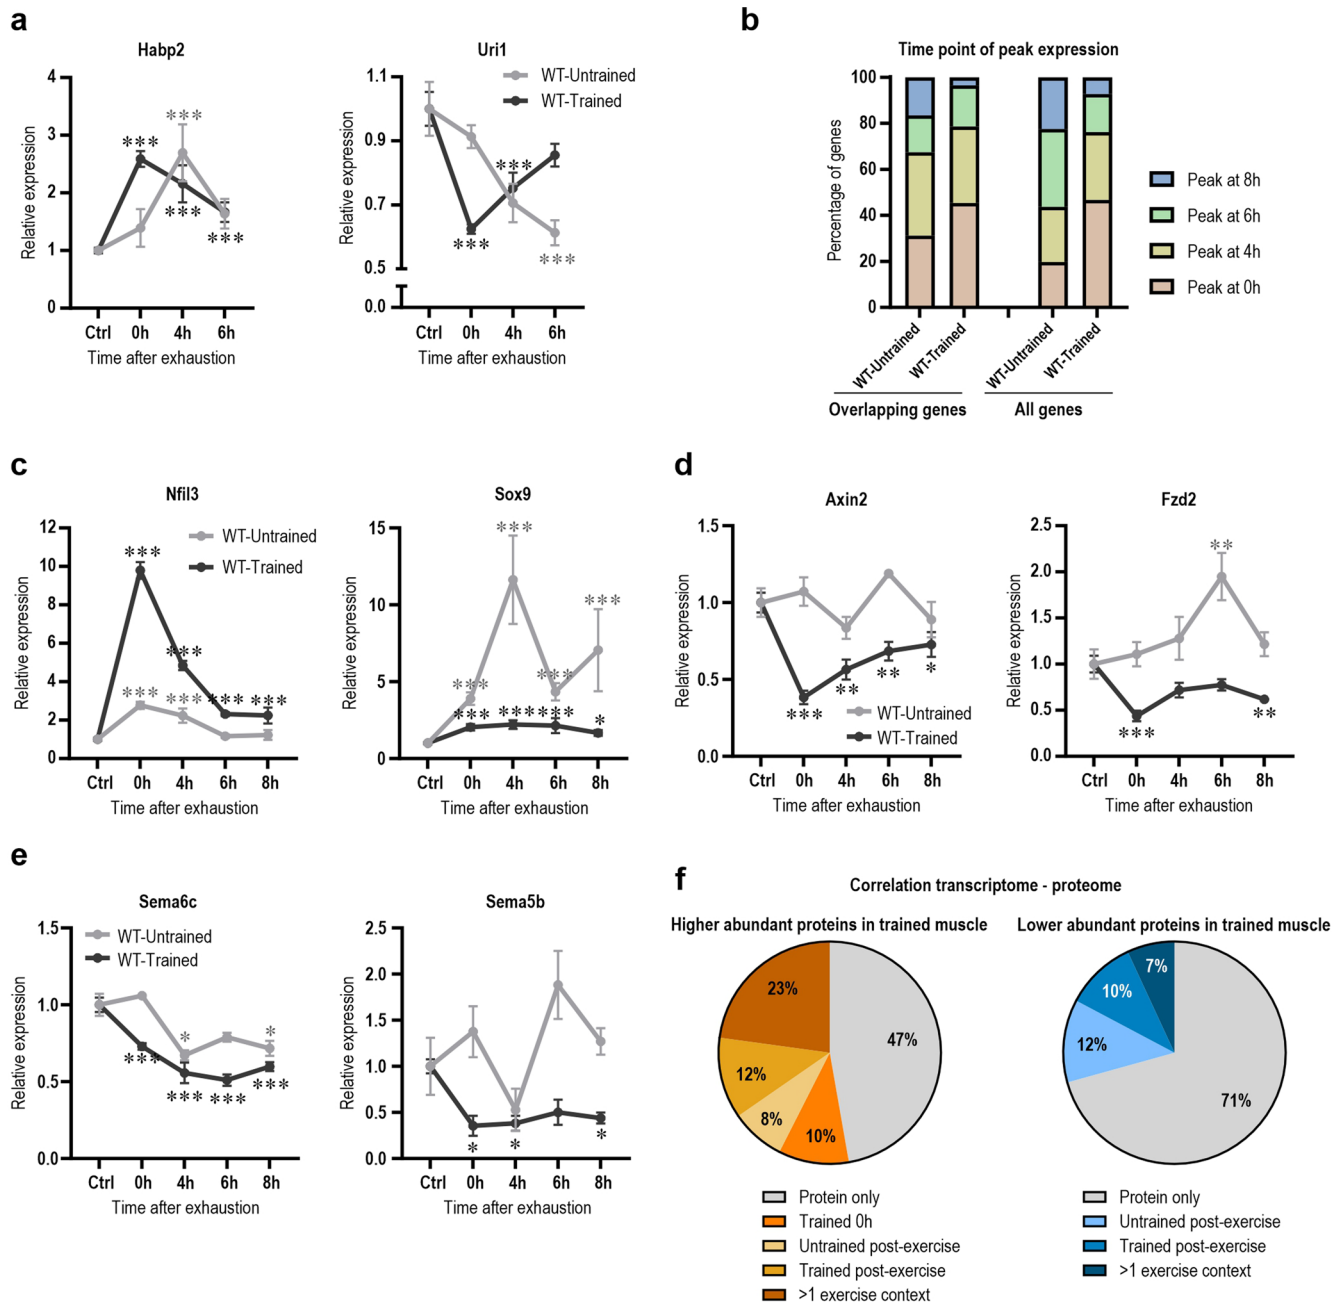 a
Habp2
Relative expression
4
3
2
1
0
***
***
***
***
Ctrl 0h 4h 6h
Time after exhaustion
Uri1
WT-Untrained
WT-Trained
Relative expression
1.1
0.9
0.7
0.5
0.0
***
***
***
Ctrl 0h 4h 6h
Time after exhaustion
b
Time point of peak expression
Percentage of genes
100
80
60
40
20
0
WT-Untrained
WT-Trained
WT-Untrained
WT-Trained
Overlapping genes
All genes
Peak at 8h
Peak at 6h
Peak at 4h
Peak at 0h
c
Nfil3
WT-Untrained
WT-Trained
Relative expression
12
10
8
6
4
2
0
***
***
*** *** *** ***
Ctrl 0h 4h 6h 8h
Time after exhaustion
Sox9
Relative expression
15
10
5
0
***
***
*** ***
*** *** *** *
Ctrl 0h 4h 6h 8h
Time after exhaustion
d
Axin2
Relative expression
1.5
1.0
0.5
0.0
*** ** ** *
WT-Untrained
WT-Trained
Ctrl 0h 4h 6h 8h
Time after exhaustion
Fzd2
Relative expression
2.5
2.0
1.5
1.0
0.5
0.0
**
***
**
Ctrl 0h 4h 6h 8h
Time after exhaustion
e
Sema6c
WT-Untrained
WT-Trained
Relative expression
1.5
1.0
0.5
0.0
* *
*** *** *** ***
Ctrl 0h 4h 6h 8h
Time after exhaustion
Sema5b
Relative expression
2.5
2.0
1.5
1.0
0.5
0.0
* * *
Ctrl 0h 4h 6h 8h
Time after exhaustion
f
Correlation transcriptome - proteome
Higher abundant proteins in trained muscle
23%
47%
12%
8%
10%
Protein only
Trained 0h
Untrained post-exercise
Trained post-exercise
>1 exercise context
Lower abundant proteins in trained muscle
7%
10%
12%
71%
Protein only
Untrained post-exercise
Trained post-exercise
>1 exercise context